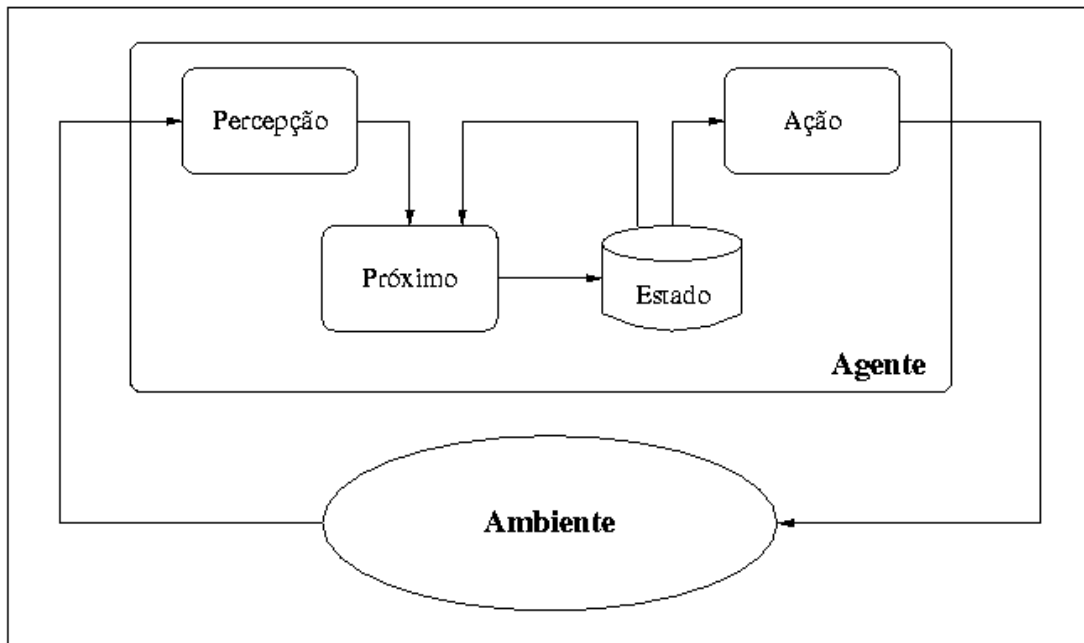 Percepção
Ação
Próximo
Estado
Agente
Ambiente